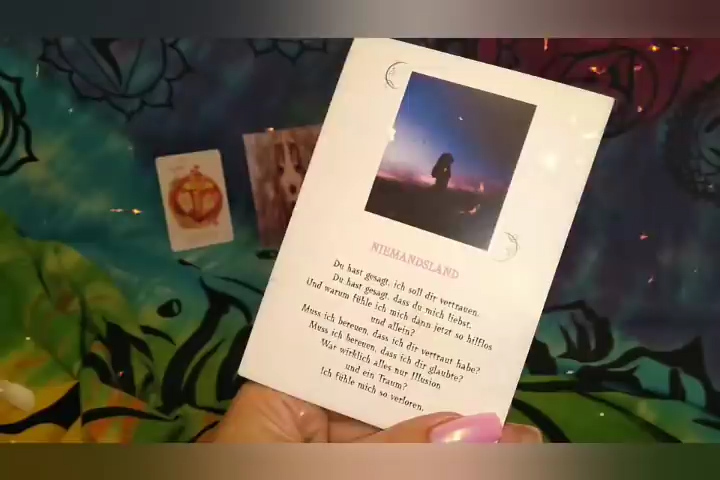 NIEMANDSLAND
Du hast gesagt, ich soll dir vertrauen.
Du hast gesagt, dass du mich liebst.
Und warum fühle ich mich dann jetzt so hilflos
und allein?
Muss ich bereuen, dass ich dir vertraut habe?
Muss ich bereuen, dass ich dir glaubte?
War wirklich alles nur Illusion
und ein Traum?
Ich fühle mich so verloren.